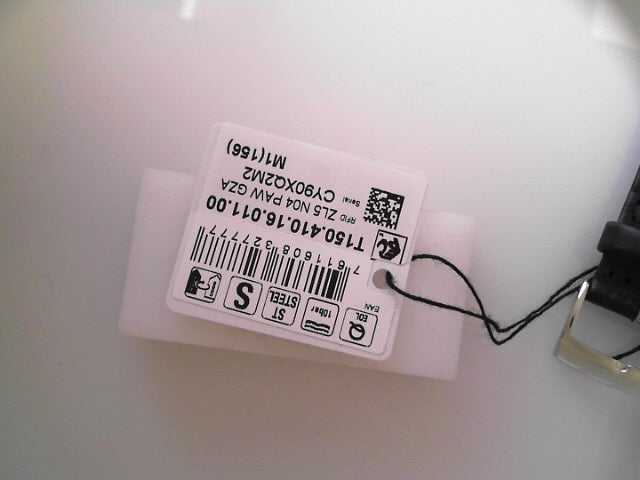 EAN
EOL
10bar
ST
STEEL
S
7 611608 327777
T150.410.16.011.00
RFID ZL5 N04 PAW GZA
Serial CY90XQ2M2
M1(156)